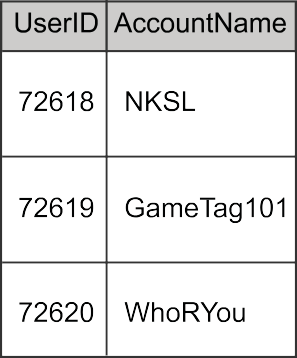 UserID AccountName
72618 NKSL
72619 GameTag101
72620 WhoRYou